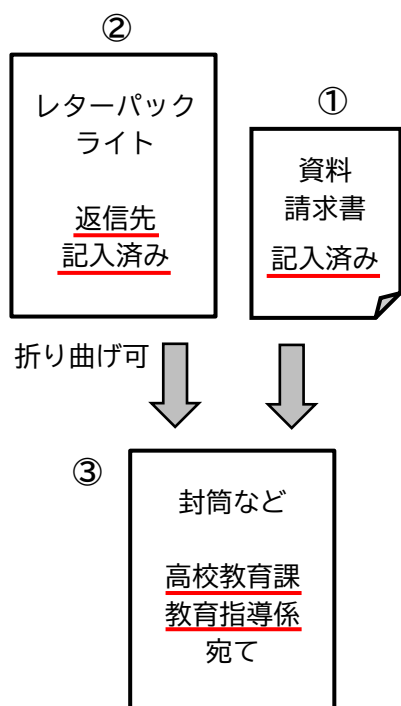 ②
レターパック
ライト
返信先
記入済み
①
資料
請求書
記入済み
折り曲げ可
③
封筒など
高校教育課
教育指導係
宛て